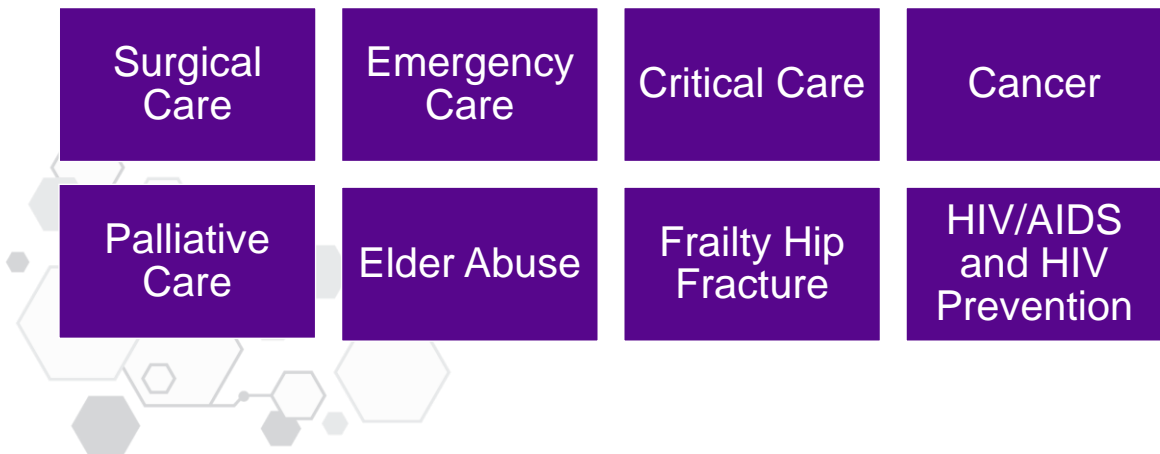 Surgical
Care
Emergency
Care
Critical Care
Cancer
Palliative
Care
Elder Abuse
Frailty Hip
Fracture
HIV/AIDS
and HIV
Prevention